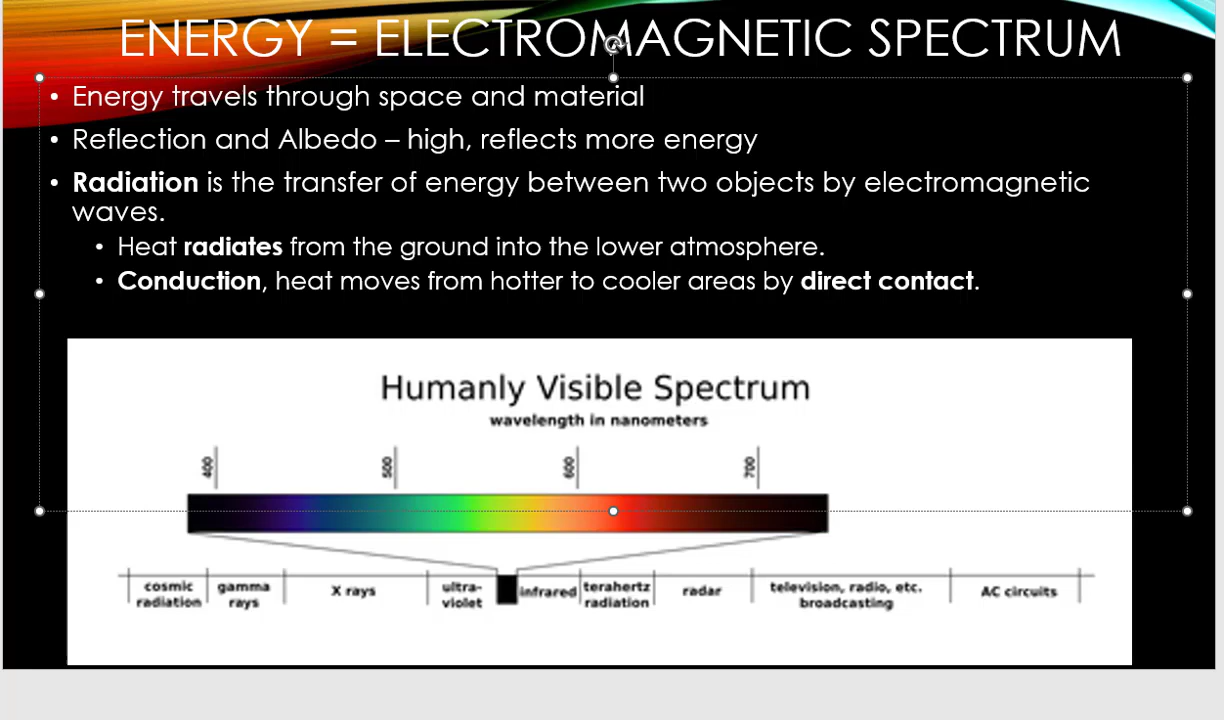 ENERGY = ELECTROMAGNETIC SPECTRUM
• Energy travels through space and material
• Reflection and Albedo – high, reflects more energy
• Radiation is the transfer of energy between two objects by electromagnetic
waves.
• Heat radiates from the ground into the lower atmosphere.
• Conduction, heat moves from hotter to cooler areas by direct contact.
Humanly Visible Spectrum
wavelength in nanometers
400 500 600 700
cosmic radiation
gamma rays
X rays
ultra-violet
infrared
terahertz radiation
radar
television, radio, etc. broadcasting
AC circuits